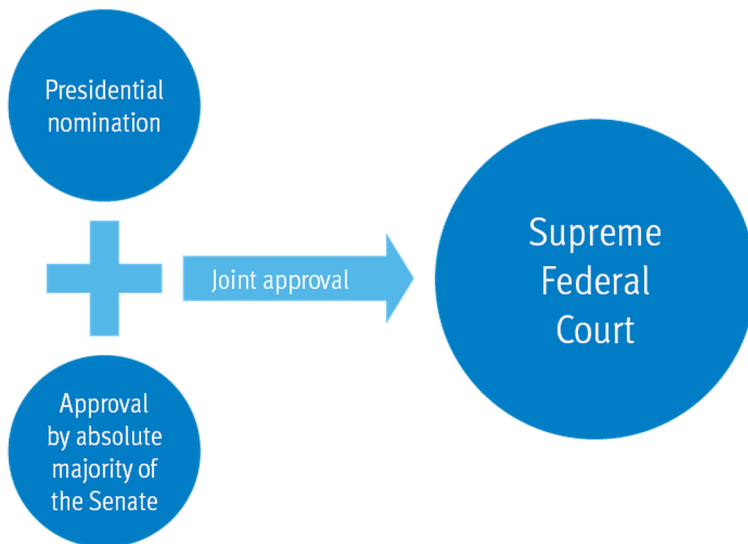 Presidential
nomination
Joint approval
Approval
by absolute
majority of
the Senate
Supreme
Federal
Court